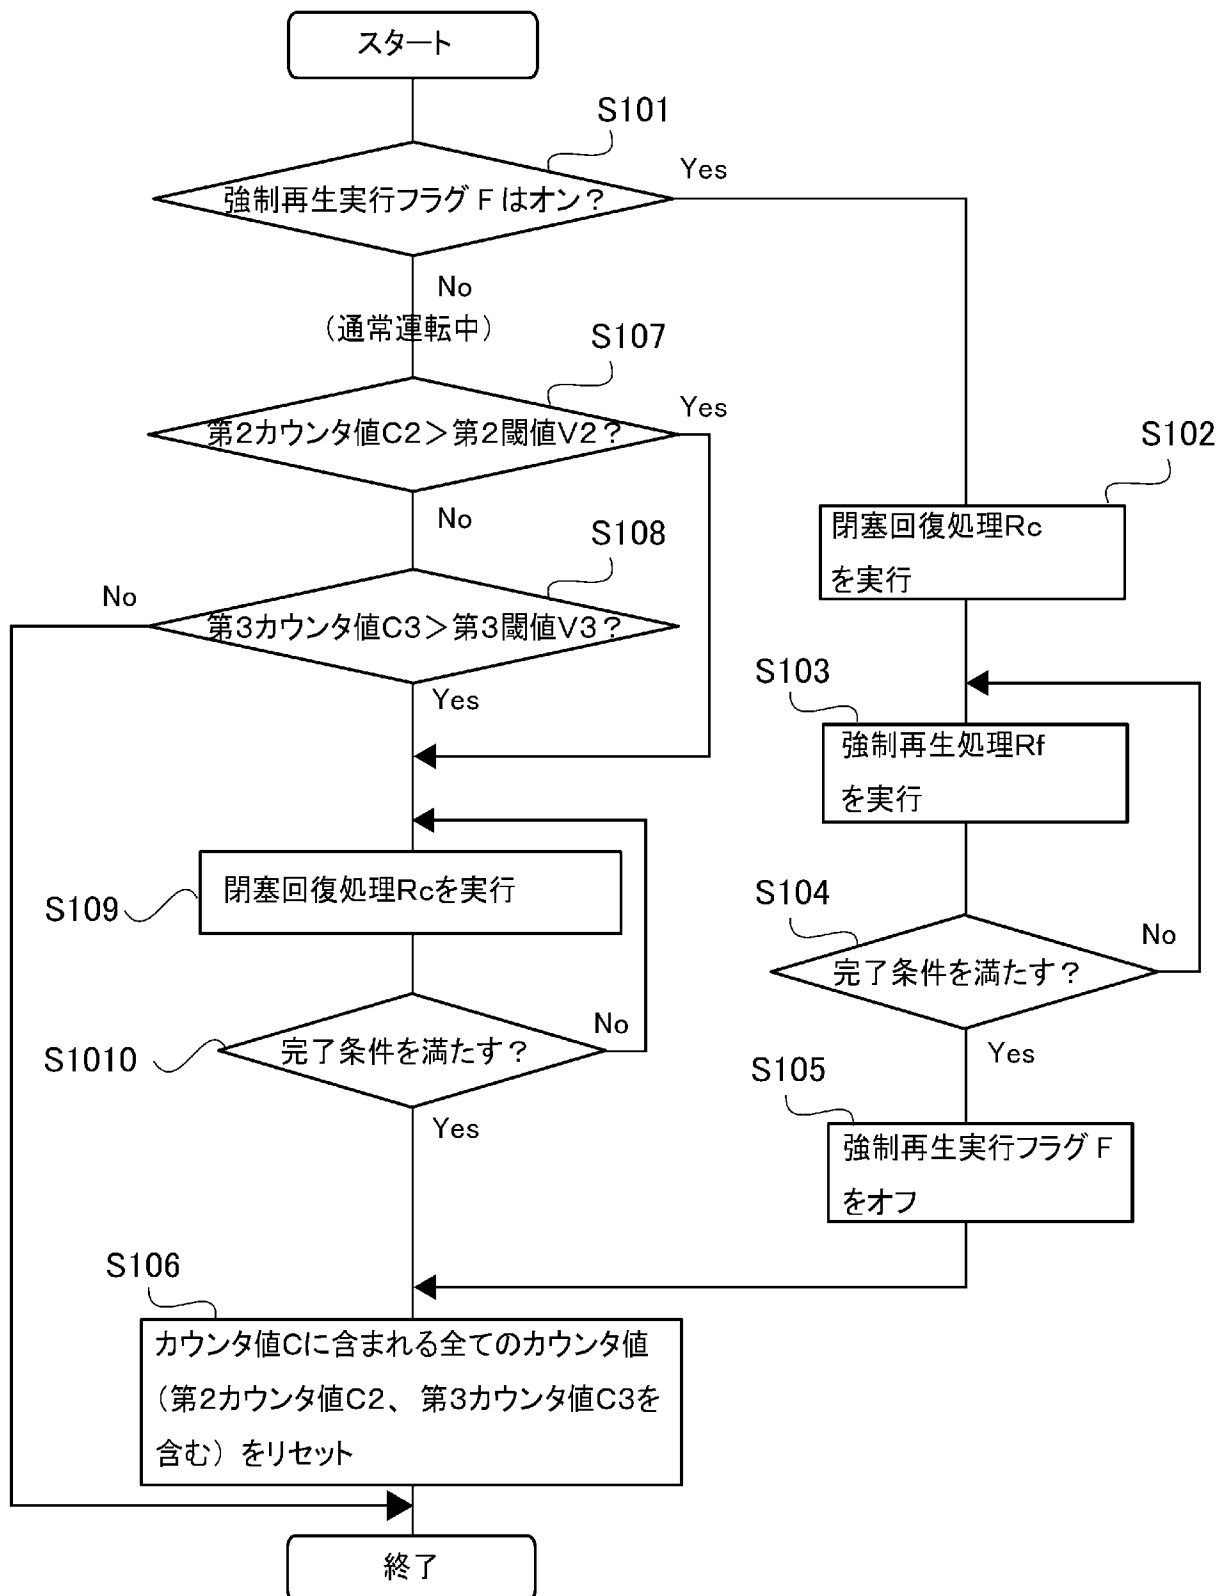 スタート
S101
強制再生実行フラグFはオン？
Yes
No
（通常運転中）
S107
第2カウンタ値C2＞第2閾値V2？
Yes
No
S102
閉塞回復処理Rc
を実行
S108
第3カウンタ値C3＞第3閾値V3？
No
Yes
S103
強制再生処理Rf
を実行
S109
閉塞回復処理Rcを実行
S104
完了条件を満たす？
No
Yes
S1010
完了条件を満たす？
No
Yes
S105
強制再生実行フラグF
をオフ
S106
カウンタ値Cに含まれる全てのカウンタ値
（第2カウンタ値C2、第3カウンタ値C3を
含む）をリセット
終了